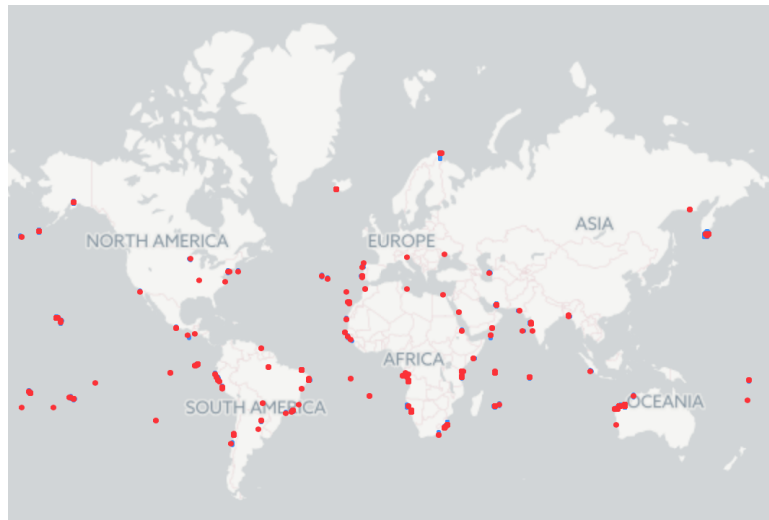 ASIA
NORTH AMERICA
EUROPE
AFRICA
SOUTH AMERICA
OCEANIA